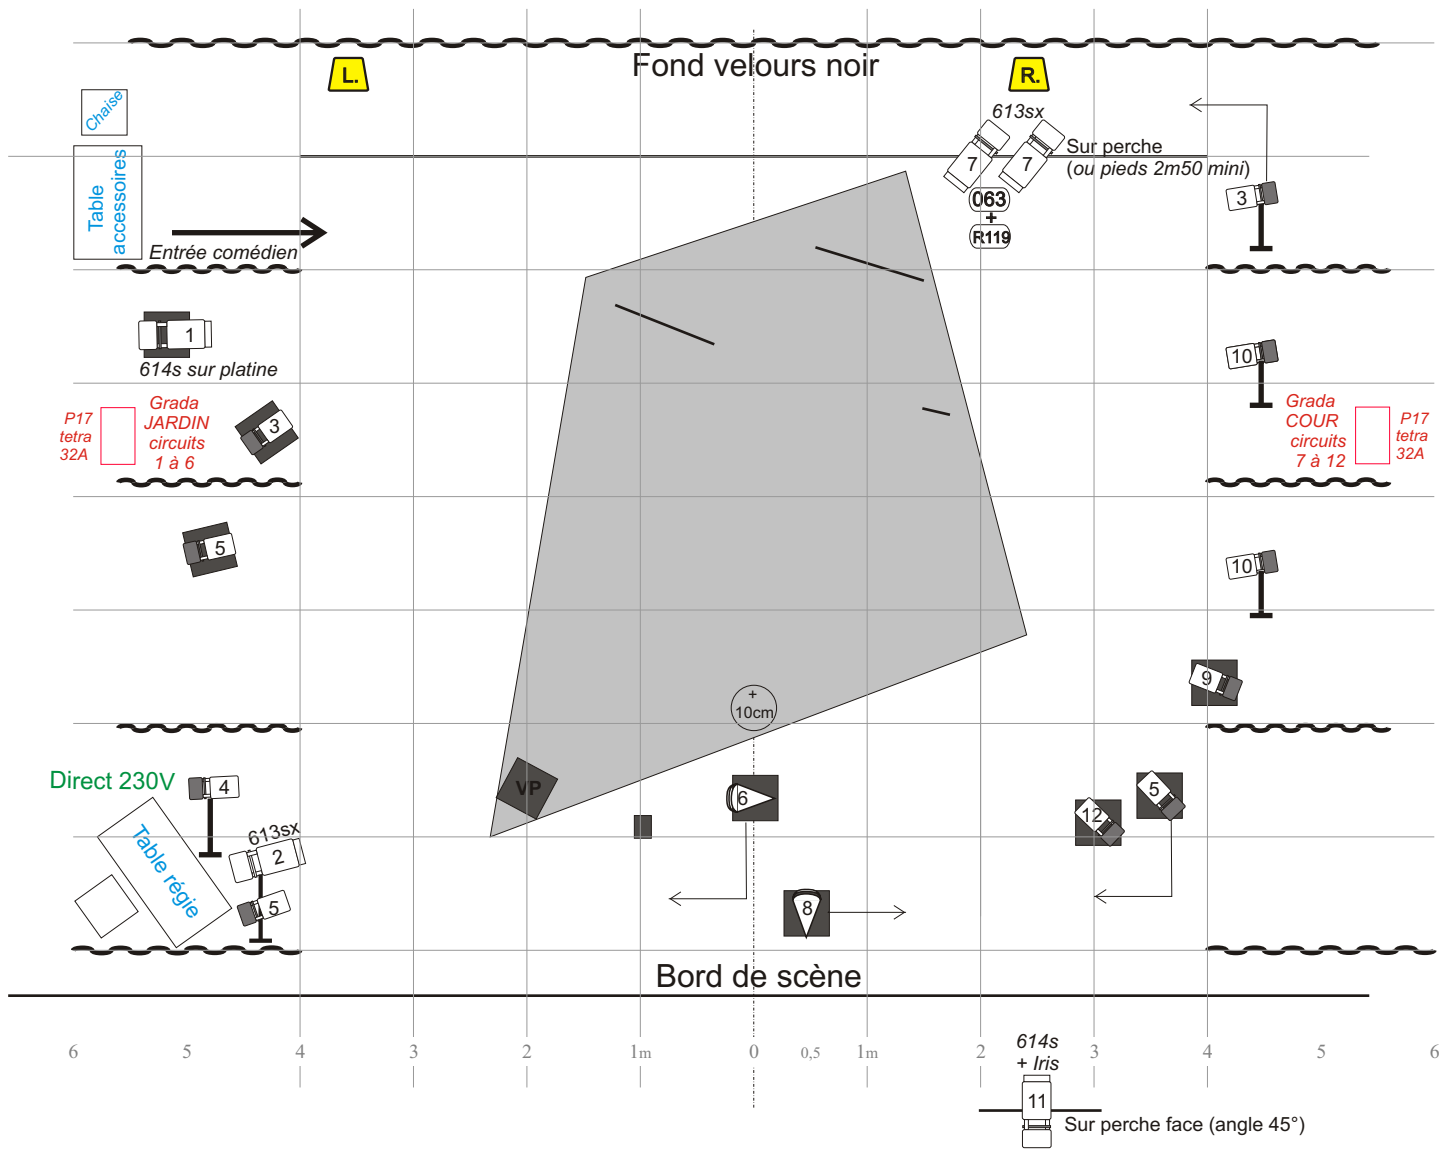 Fond velours noir
L.
R.
Chaise
613sx
7
7
Sur perche
(ou pieds 2m50 mini)
Table
accessoires
063
+
R119
3
Entrée comédien
1
614s sur platine
10
P17
tetra
32A
Grada
JARDIN
circuits
1 à 6
3
Grada
COUR
circuits
7 à 12
P17
tetra
32A
5
10
9
+
10cm
Direct 230V
4
VP
6
5
12
Table régie
613sx
2
5
8
Bord de scène
6
5
4
3
2
1m
0
0,5
1m
2
3
4
5
6
614s
+ Iris
11
Sur perche face (angle 45°)